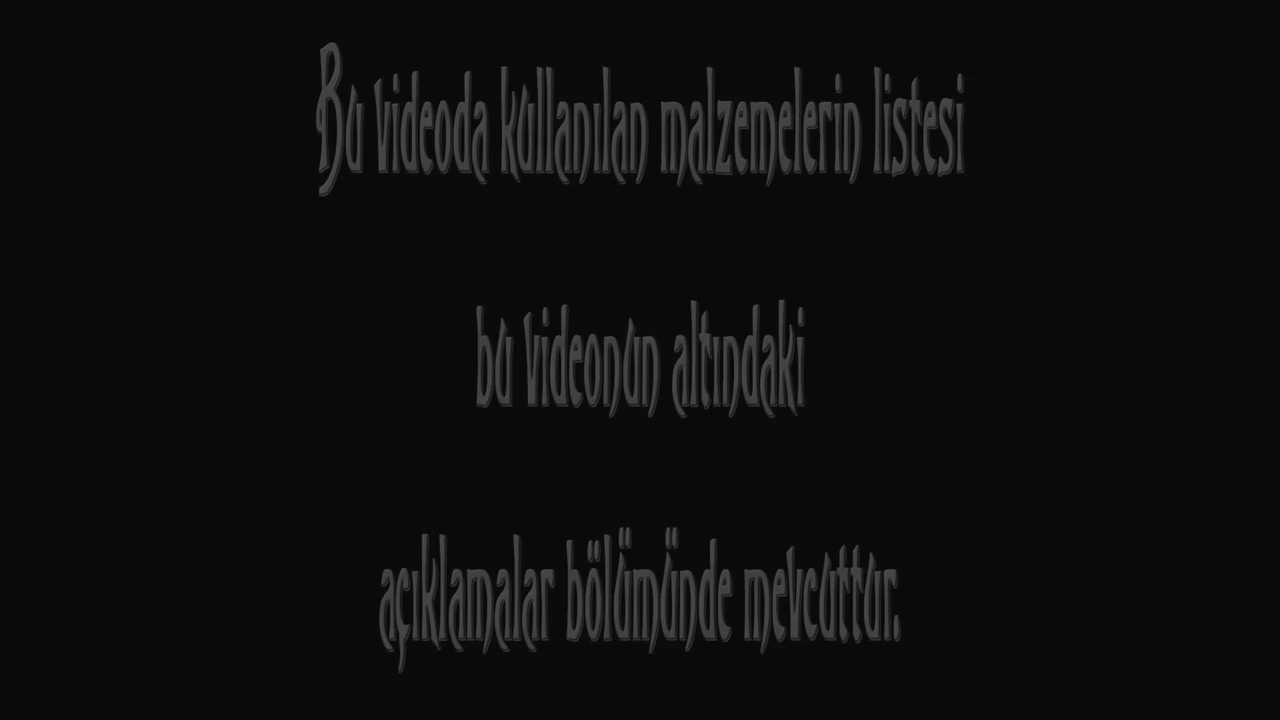 Bu videoda kullanılan malzemelerin listesi
bu videonun altındaki
açıklamalar bölümünde mevcuttur.